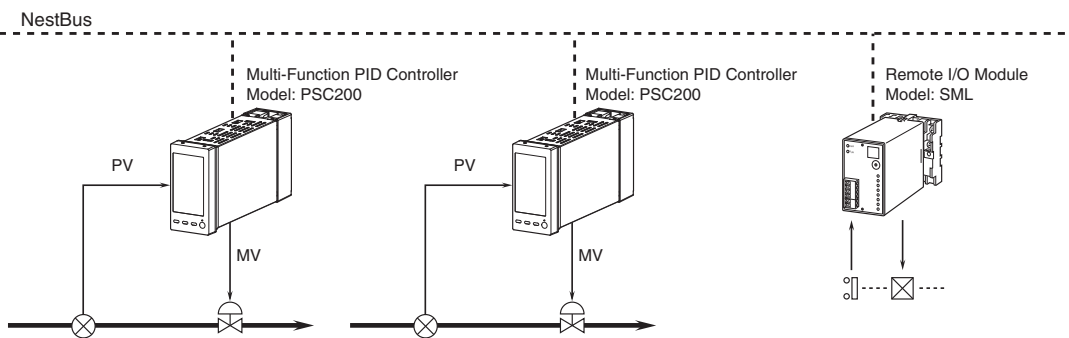 NestBus
Multi-Function PID Controller
Model: PSC200
Multi-Function PID Controller
Model: PSC200
Remote I/O Module
Model: SML
PV
PV
MV
MV